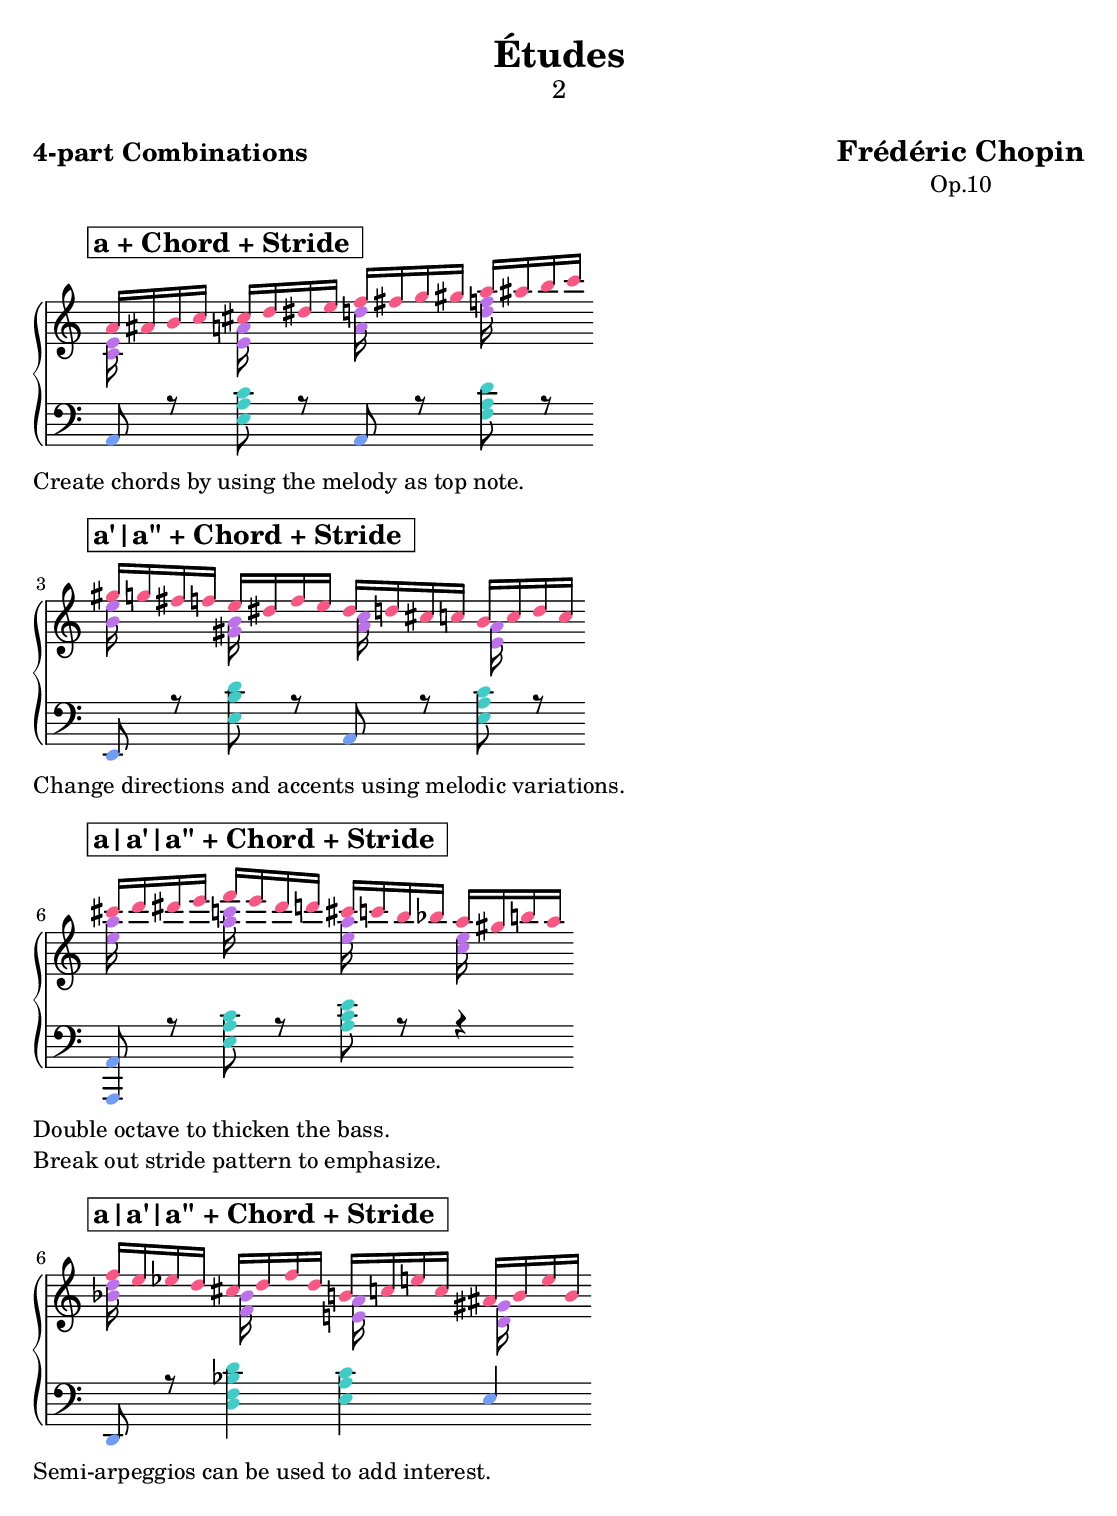 Études
2
4-part Combinations
Frédéric Chopin
Op.10
a + Chord + Stride
Create chords by using the melody as top note.
a'|a" + Chord + Stride
3
Change directions and accents using melodic variations.
a|a'|a" + Chord + Stride
6
Double octave to thicken the bass.
Break out stride pattern to emphasize.
a|a'|a" + Chord + Stride
6
Semi-arpeggios can be used to add interest.